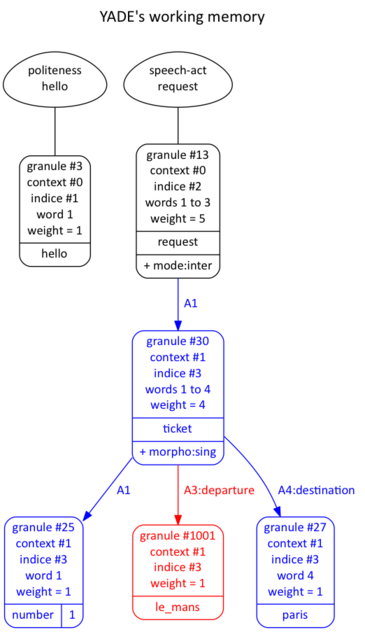 YADE's working memory
politeness
hello
speech-act
request
granule #3
context #0
indice #1
word 1
weight = 1
hello
granule #13
context #0
indice #2
words 1 to 3
weight = 5
request
+ mode:inter
A1
granule #30
context #1
indice #3
words 1 to 4
weight = 4
ticket
+ morpho:sing
A1
A3:departure
A4:destination
granule #25
context #1
indice #3
word 1
weight = 1
number 1
granule #1001
context #1
indice #3
weight = 1
le_mans
granule #27
context #1
indice #3
word 4
weight = 1
paris